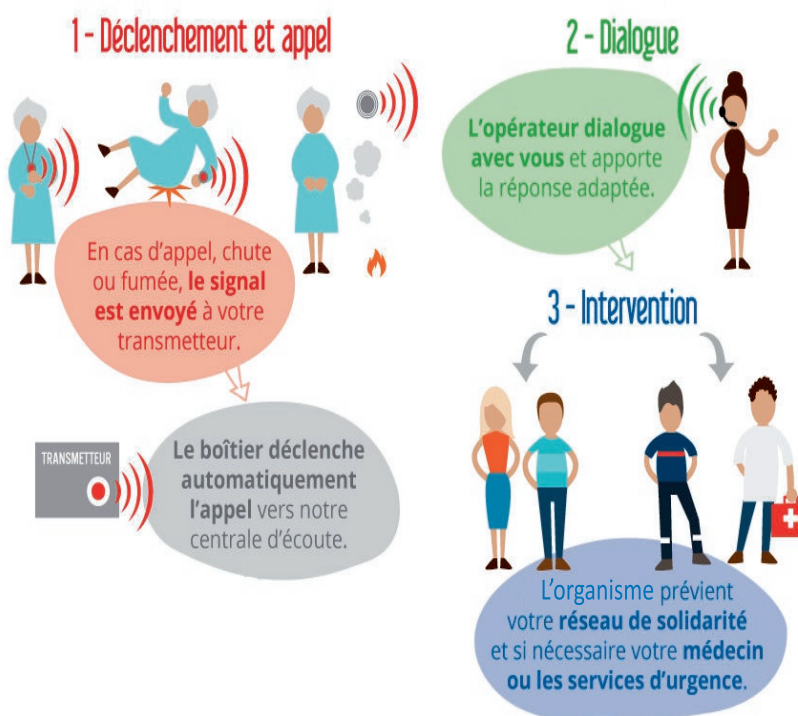 1 - Déclenchement et appel
En cas d'appel, chute
ou fumée, le signal
est envoyé à votre
transmetteur.
TRANSMETTEUR
Le boîtier déclenche
automatiquement
l'appel vers notre
centrale d'écoute.
2 - Dialogue
L'opérateur dialogue
avec vous et apporte
la réponse adaptée.
3 - Intervention
L'organisme prévient
votre réseau de solidarité
et si nécessaire votre médecin
ou les services d'urgence.